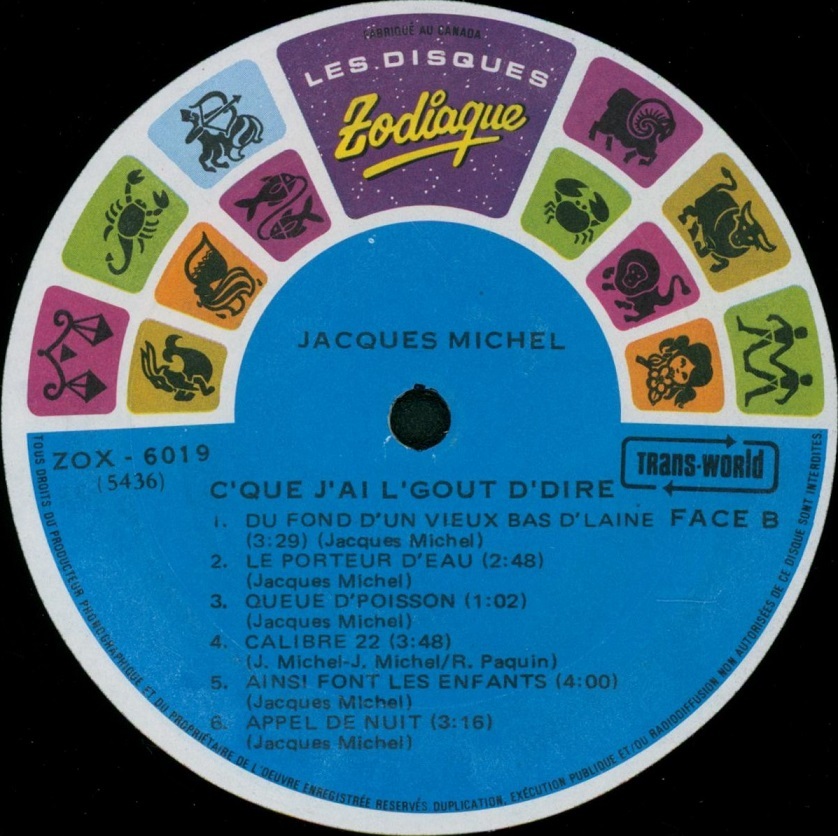 FABRIQUÉ AU CANADA
LES DISQUES
Zodiaque
JACQUES MICHEL
ZOX - 6019
(5436)
TRANS-WORLD
C'QUE J'AI L'GOUT D'DIRE
FACE B
1. DU FOND D'UN VIEUX BAS D'LAINE
(3:29) (Jacques Michel)
2. LE PORTEUR D'EAU (2:48)
(Jacques Michel)
3. QUEUE D'POISSON (1:02)
(Jacques Michel)
4. CALIBRE 22 (3:48)
(J. Michel-J. Michel/R. Paquin)
5. AINSI FONT LES ENFANTS (4:00)
(Jacques Michel)
6. APPEL DE NUIT (3:16)
(Jacques Michel)
TOUS DROITS DU PRODUCTEUR PHONOGRAPHIQUE ET DU PROPRIÉTAIRE DE L'OEUVRE ENREGISTRÉE RESERVÉS. DUPLICATION, EXÉCUTION PUBLIQUE ET/OU RADIODIFFUSION NON AUTORISÉES DE CE DISQUE SONT INTERDITES.